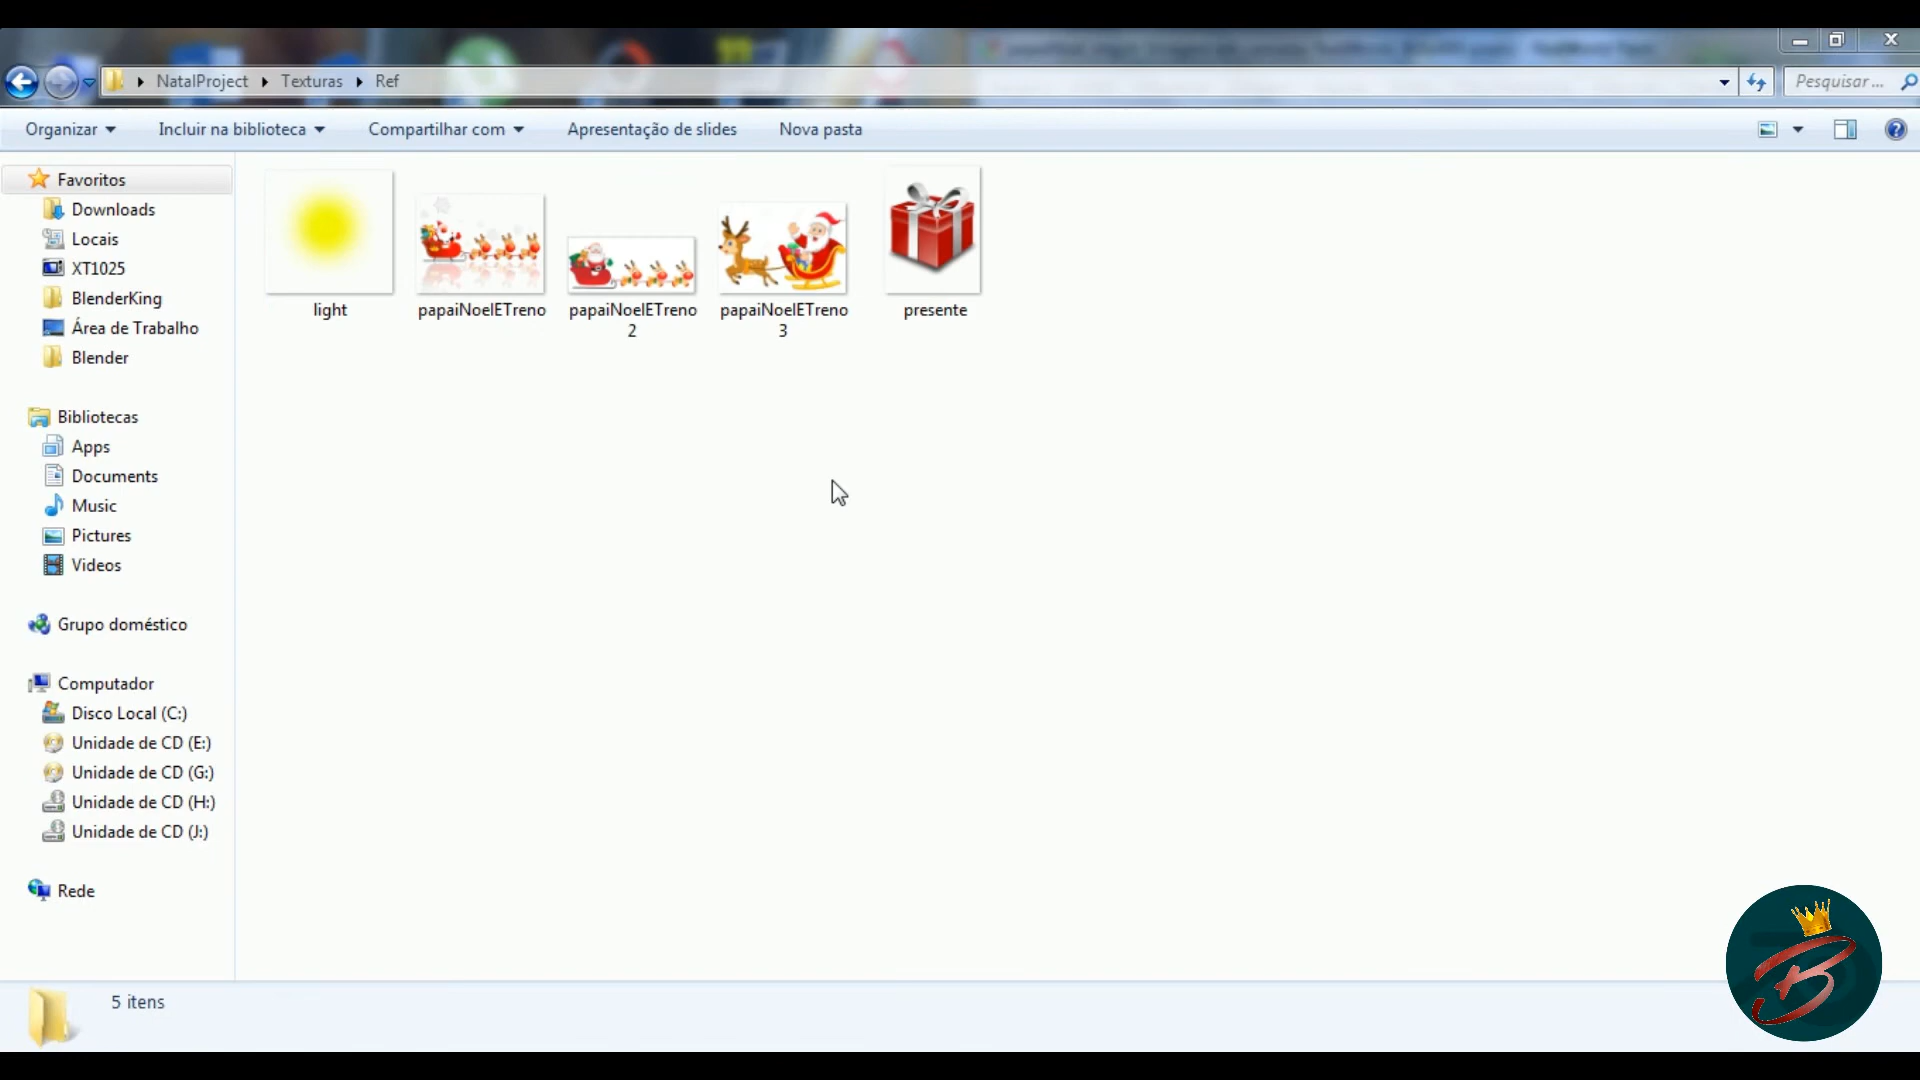 NatalProject Texturas Ref
Pesquisar ...
Organizar Incluir na biblioteca Compartilhar com Apresentação de slides Nova pasta
Favoritos
Downloads
Locais
XT1025
BlenderKing
Área de Trabalho
Blender
Bibliotecas
Apps
Documents
Music
Pictures
Videos
Grupo doméstico
Computador
Disco Local (C:)
Unidade de CD (E:)
Unidade de CD (G:)
Unidade de CD (H:)
Unidade de CD (J:)
Rede
light
papaiNoelETreno
papaiNoelETreno
2
papaiNoelETreno
3
presente
5 itens
B